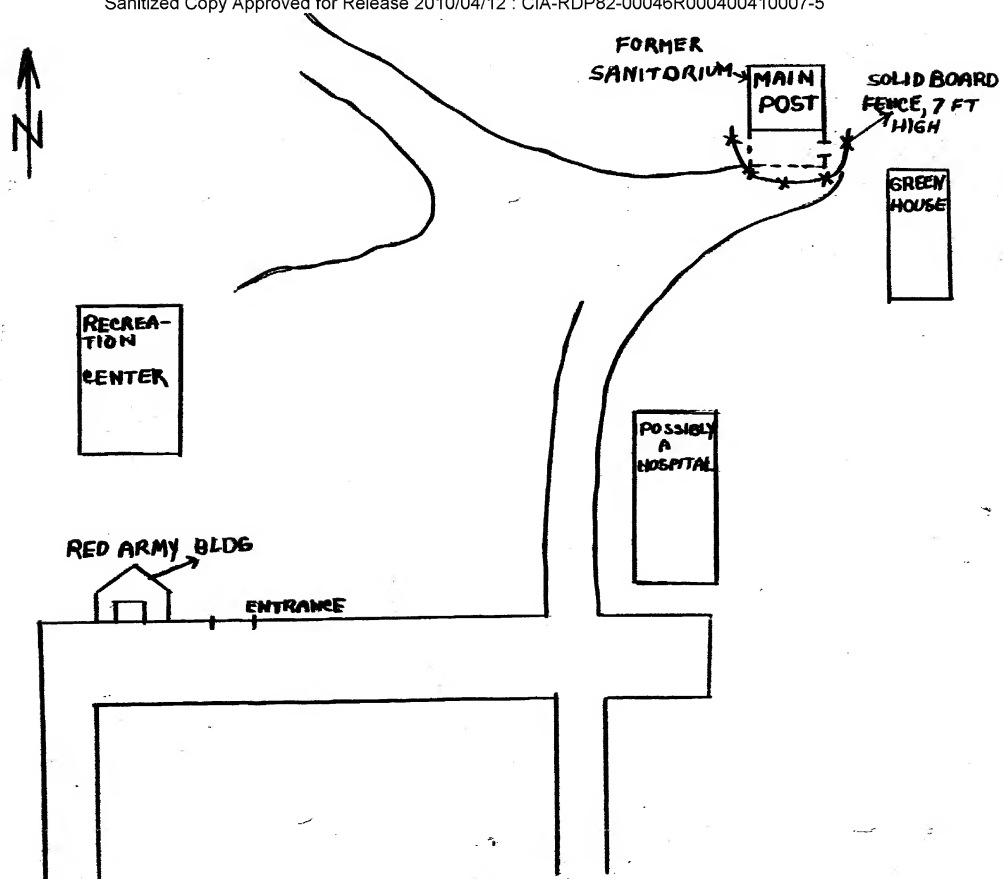 Sanitized Copy Approved for Release 2010/04/12 : CIA-RDP82-00046R000400410007-5
N
FORMER
SANITORIUM
MAIN
POST
SOLID BOARD
FENCE, 7 FT
HIGH
GREEN
HOUSE
RECREA-
TION
CENTER
POSSIBLY
A
HOSPITAL
RED ARMY BLDG
ENTRANCE